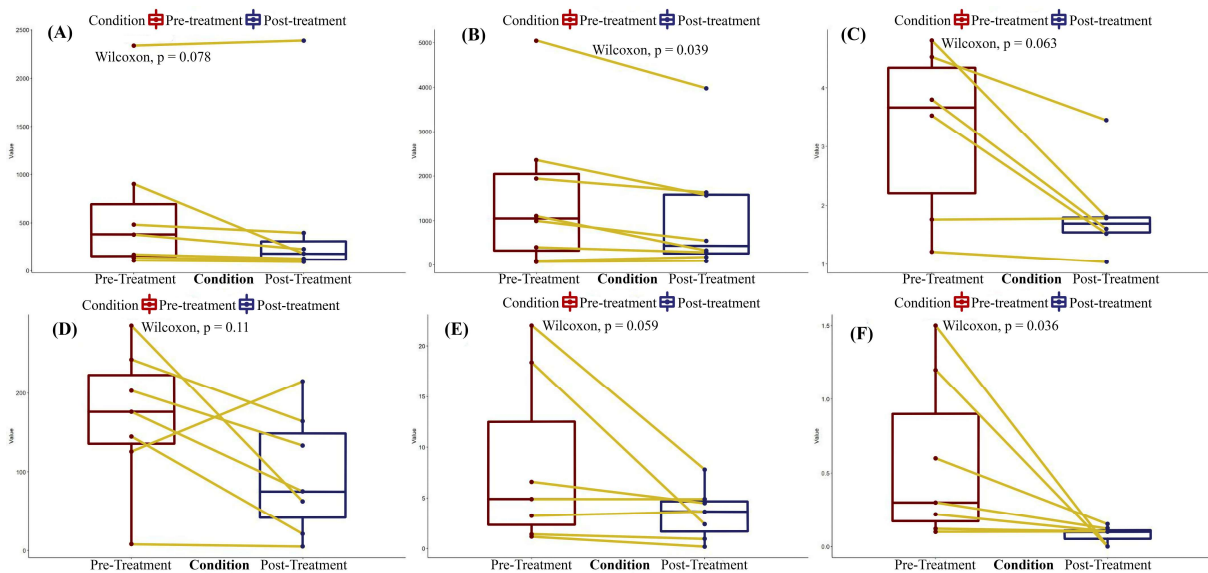 Condition Pre-treatment Post-treatment
(A)
Wilcoxon, p = 0.078
2500
2000
1500
1000
500
0
Value
Pre-Treatment Condition Post-Treatment
Condition Pre-treatment Post-treatment
(B)
Wilcoxon, p = 0.039
5000
4000
3000
2000
1000
0
Value
Pre-Treatment Condition Post-Treatment
Condition Pre-treatment Post-treatment
(C)
Wilcoxon, p = 0.063
4
3
2
1
Value
Pre-Treatment Condition Post-Treatment
Condition Pre-treatment Post-treatment
(D)
Wilcoxon, p = 0.11
200
100
0
Value
Pre-Treatment Condition Post-Treatment
Condition Pre-treatment Post-treatment
(E)
Wilcoxon, p = 0.059
20
15
10
5
0
Value
Pre-Treatment Condition Post-Treatment
Condition Pre-treatment Post-treatment
Wilcoxon, p = 0.036
(F)
1.5
1.0
0.5
0.0
Value
Pre-Treatment Condition Post-Treatment